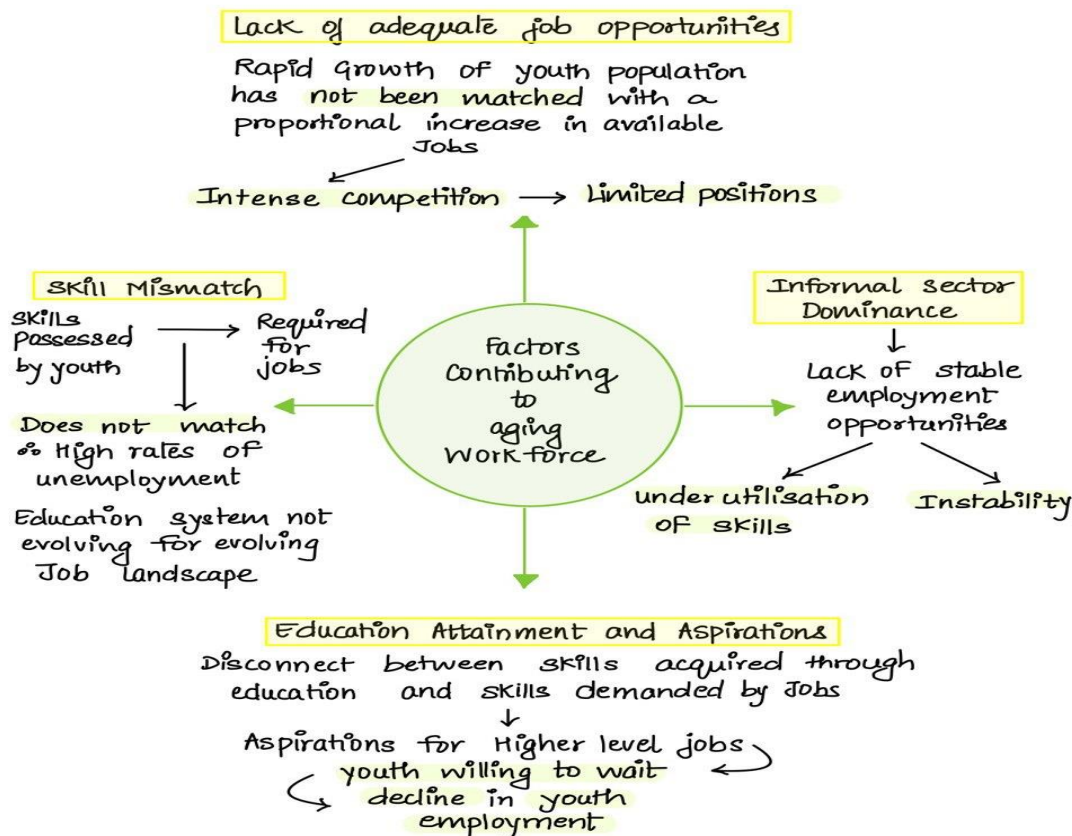 Lack of adequate job opportunities
Rapid Growth of youth population
has not been matched with a
proportional increase in available
Jobs
Intense competition → Limited positions
Skill Mismatch
Skills possessed
by youth
Required
for
jobs
Does not match
∴ High rates of
unemployment
Education system not
evolving for evolving
Job landscape
Factors
Contributing
to
aging
Workforce
Informal Sector
Dominance
Lack of stable
employment
opportunities
under utilisation
of skills
Instability
Education Attainment and Aspirations
Disconnect between skills acquired through
education and skills demanded by Jobs
Aspirations for Higher level jobs
youth willing to wait
decline in youth
employment